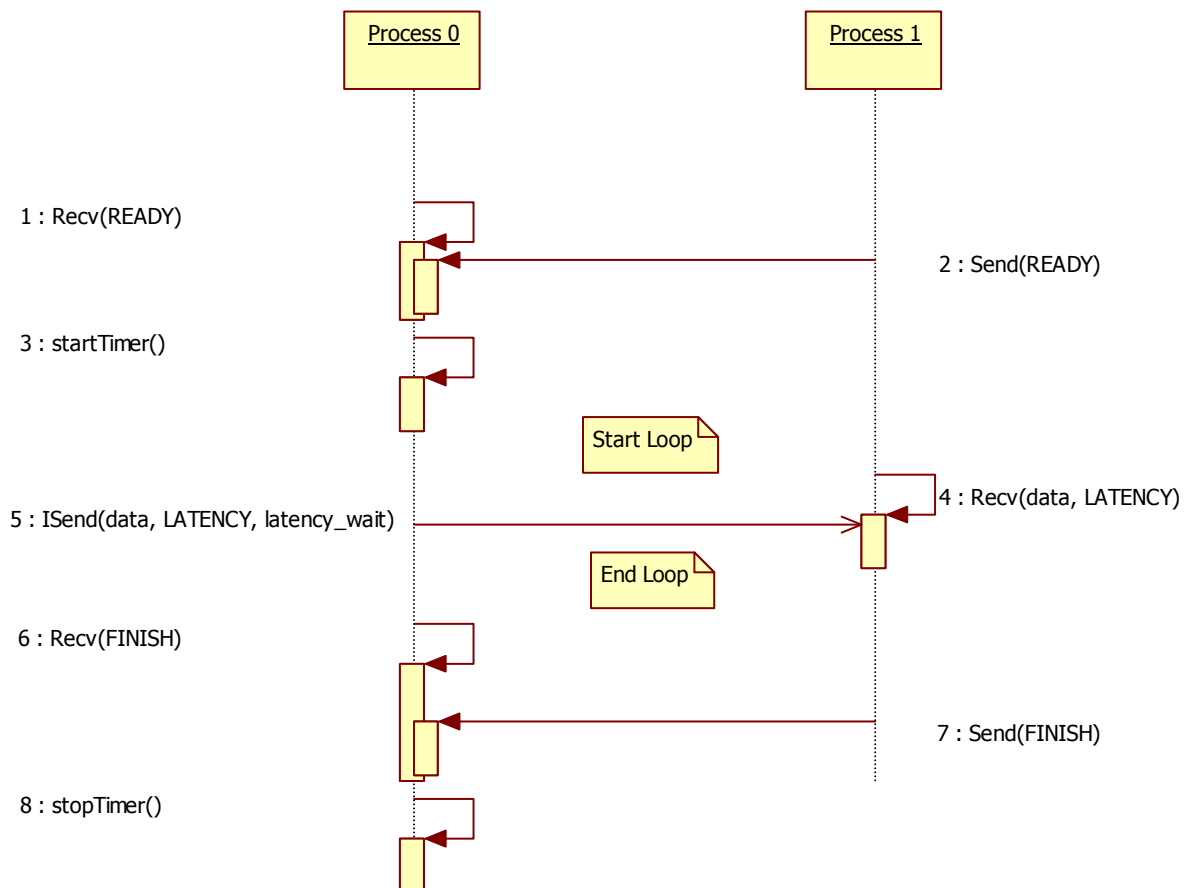 Process 0
Process 1
1 : Recv(READY)
2 : Send(READY)
3 : startTimer()
Start Loop
4 : Recv(data, LATENCY)
5 : ISend(data, LATENCY, latency_wait)
End Loop
6 : Recv(FINISH)
7 : Send(FINISH)
8 : stopTimer()